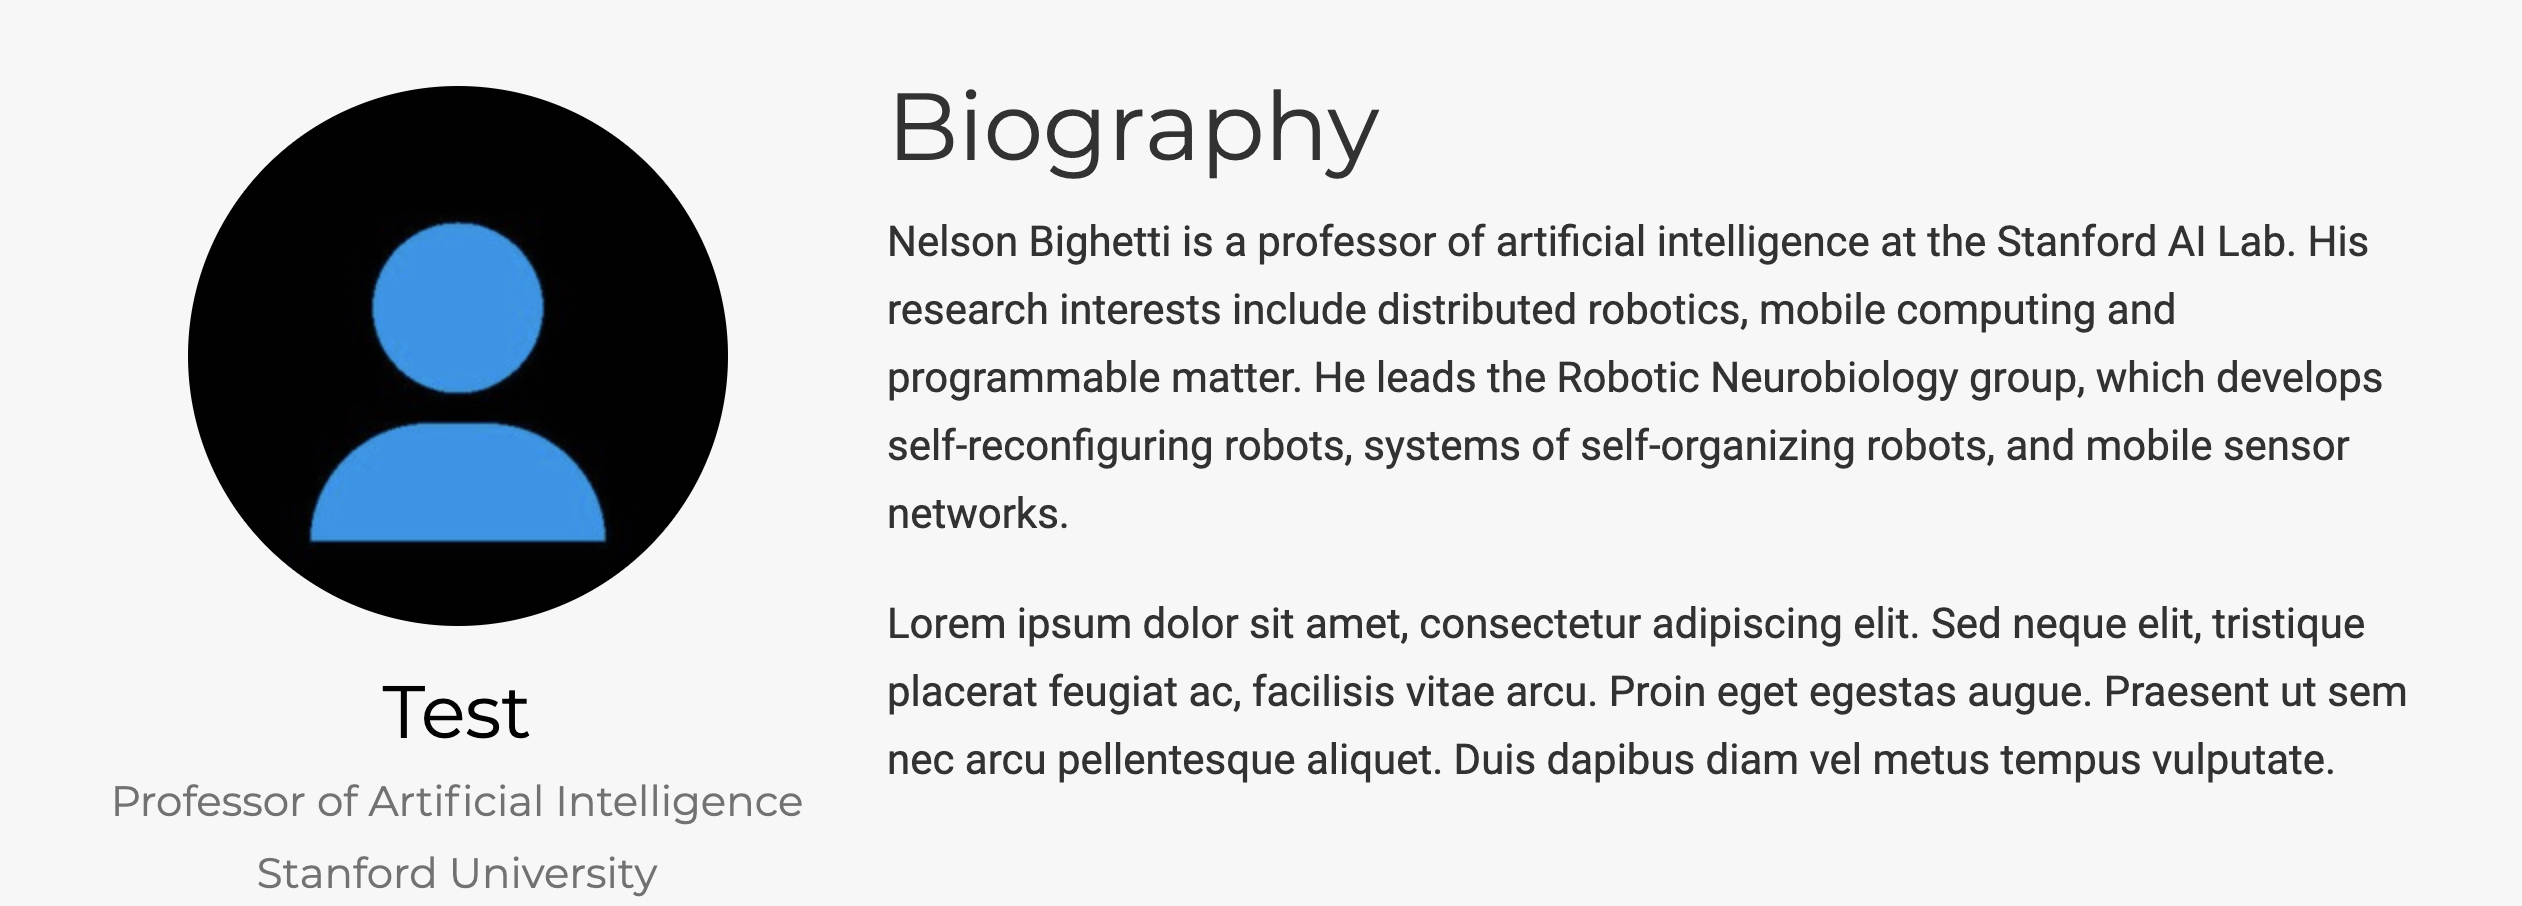 Test
Professor of Artificial Intelligence
Stanford University
Biography
Nelson Bighetti is a professor of artificial intelligence at the Stanford AI Lab. His
research interests include distributed robotics, mobile computing and
programmable matter. He leads the Robotic Neurobiology group, which develops
self-reconfiguring robots, systems of self-organizing robots, and mobile sensor
networks.
Lorem ipsum dolor sit amet, consectetur adipiscing elit. Sed neque elit, tristique
placerat feugiat ac, facilisis vitae arcu. Proin eget egestas augue. Praesent ut sem
nec arcu pellentesque aliquet. Duis dapibus diam vel metus tempus vulputate.